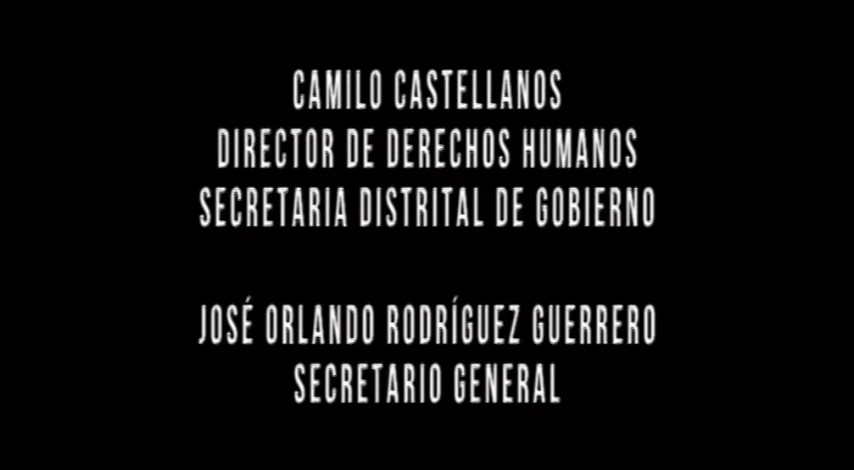 CAMILO CASTELLANOS
DIRECTOR DE DERECHOS HUMANOS
SECRETARIA DISTRITAL DE GOBIERNO
JOSÉ ORLANDO RODRÍGUEZ GUERRERO
SECRETARIO GENERAL